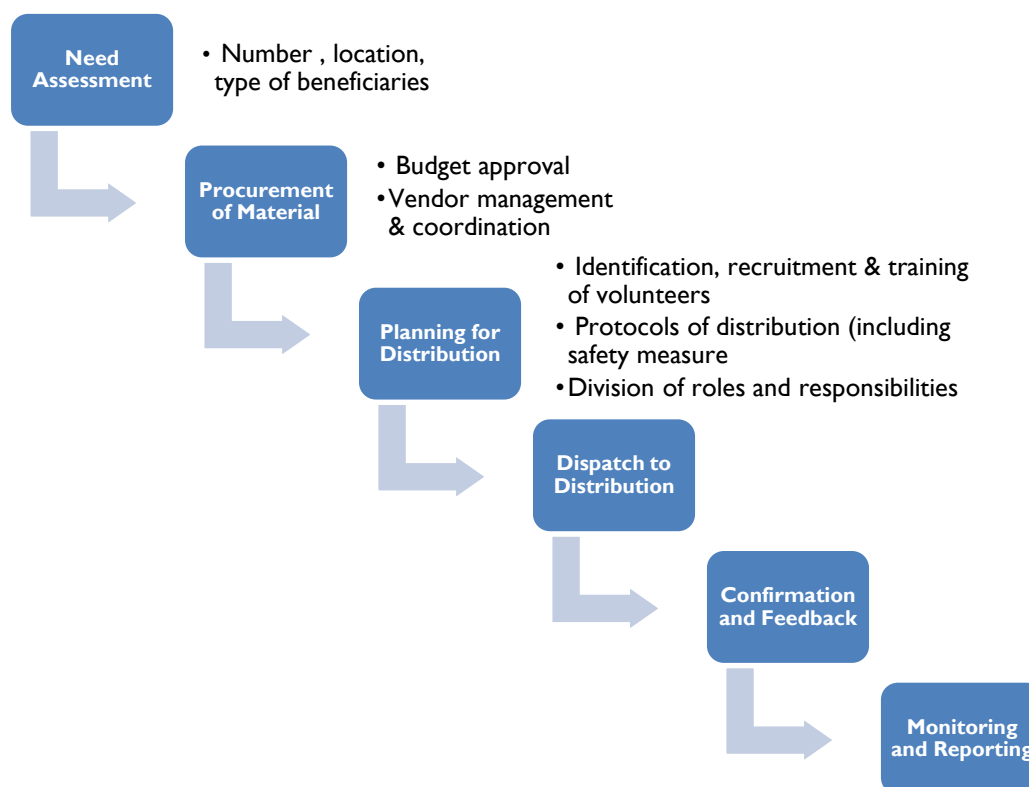 Need
Assessment
• Number , location,
type of beneficiaries
Procurement
of Material
• Budget approval
•Vendor management
& coordination
Planning for
Distribution
• Identification, recruitment & training
of volunteers
• Protocols of distribution (including
safety measure
•Division of roles and responsibilities
Dispatch to
Distribution
Confirmation
and Feedback
Monitoring
and Reporting